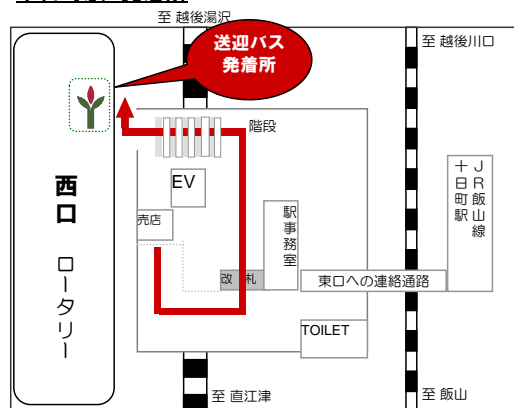 至 越後湯沢
送迎バス
発着所
至 越後川口
階段
EV
売店
西口
ロータリー
駅事務室
改 札
東口への連絡通路
ＪＲ飯山線
十日町駅
TOILET
至 直江津
至 飯山